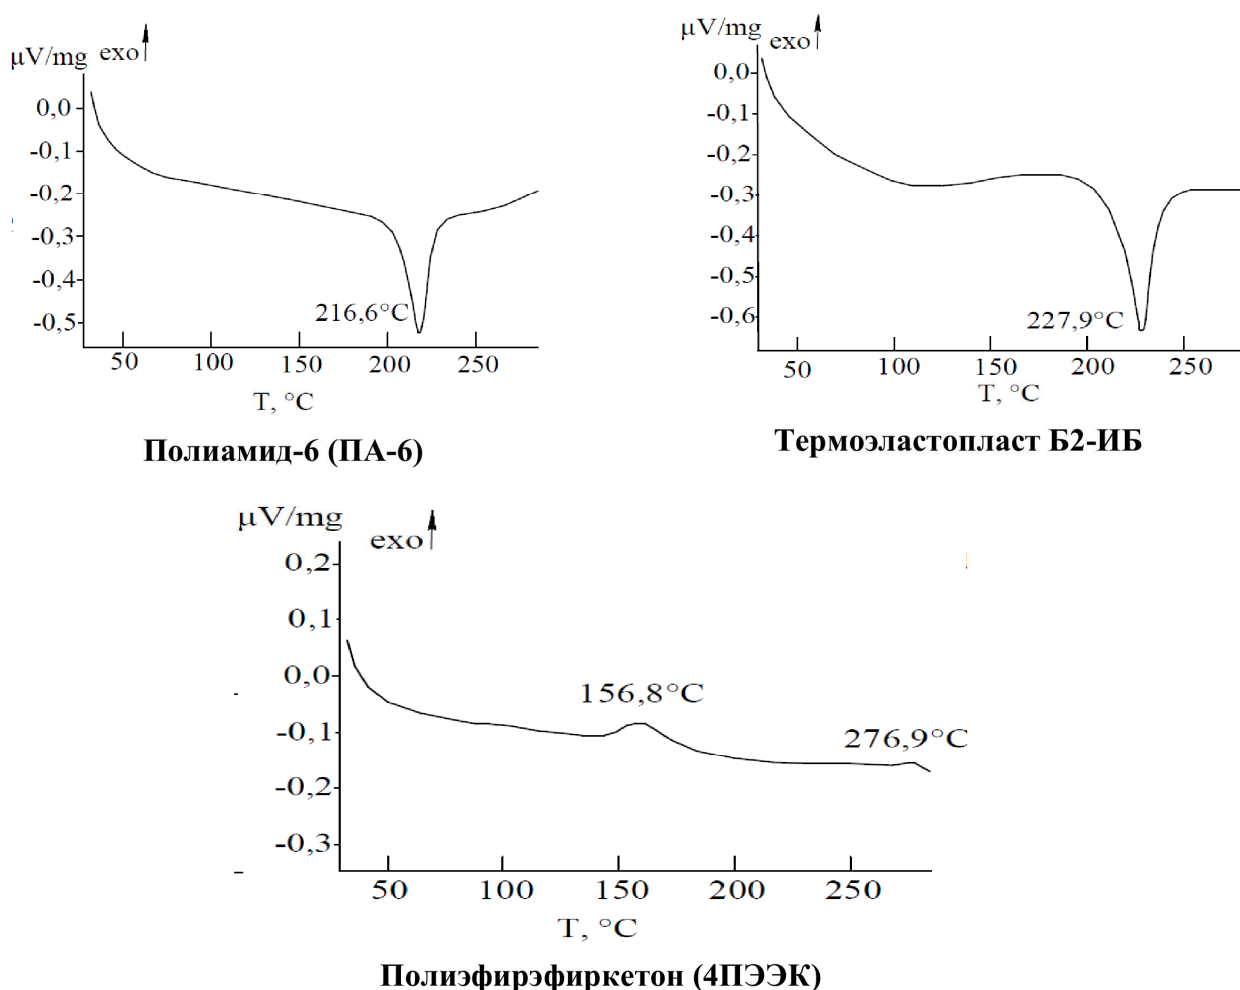 μV/mg exo
0,0
-0,1
-0,2
-0,3
-0,4
-0,5
216,6°C
50 100 150 200 250
T, °C
Полиамид-6 (ПА-6)
μV/mg exo
0,0
-0,1
-0,2
-0,3
-0,4
-0,5
-0,6
227,9°C
50 100 150 200 250
T, °C
Термоэластопласт Б2-ИБ
μV/mg exo
0,2
0,1
0,0
-0,1
-0,2
-0,3
156,8°C
276,9°C
50 100 150 200 250
T, °C
Полиэфирэфиркетон (4ПЭЭК)